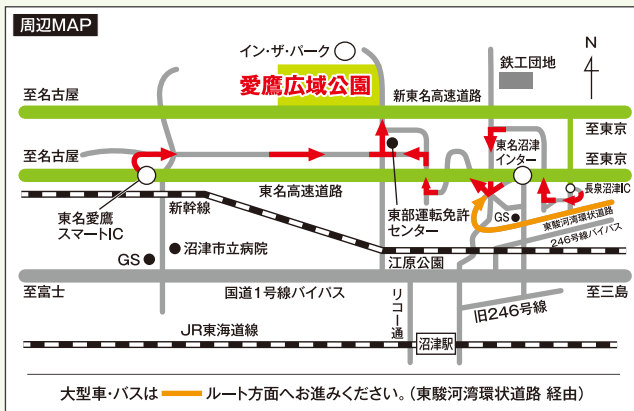 周辺MAP
イン・ザ・パーク
愛鷹広域公園
鉄工団地
N
至名古屋
新東名高速道路
至東京
至名古屋
東名沼津
インター
至東京
東名高速道路
長泉沼津IC
東名愛鷹
スマートIC
新幹線
東部運転免許
センター
GS
東駿河湾環状道路
246号線バイパス
沼津市立病院
GS
江原公園
至富士
国道1号線バイパス
リコー通
旧246号線
至三島
JR東海道線
沼津駅
大型車・バスは ルート方面へお進みください。(東駿河湾環状道路 経由)